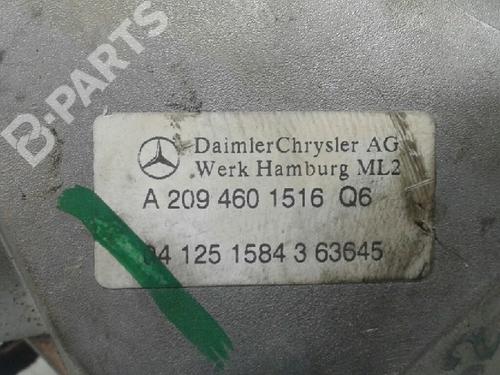 B-PARTS
DaimlerChrysler AG
Werk Hamburg ML2
A 209 460 1516 Q6
04 125 1584 3 63645